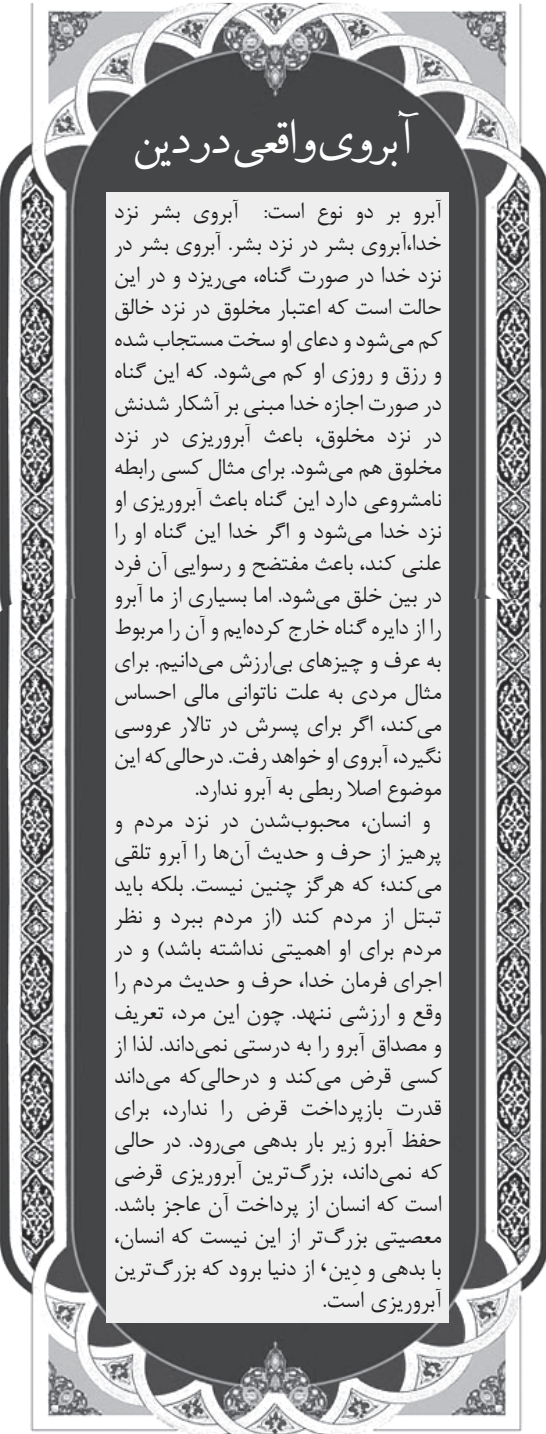 آبروی واقعی در دین
آبرو بر دو نوع است: آبروی بشر نزد
خدا،آبروی بشر در نزد بشر. آبروی بشر در
نزد خدا در صورت گناه، می‌ریزد و در این
حالت است که اعتبار مخلوق در نزد خالق
کم می‌شود و دعای او سخت مستجاب شده
و رزق و روزی او کم می‌شود. که این گناه
در صورت اجازه خدا مبنی بر آشکار شدنش
در نزد مخلوق، باعث آبروریزی در نزد
مخلوق هم می‌شود. برای مثال کسی رابطه
نامشروعی دارد این گناه باعث آبروریزی او
نزد خدا می‌شود و اگر خدا این گناه او را
علنی کند، باعث مفتضح و رسوایی آن فرد
در بین خلق می‌شود. اما بسیاری از ما آبرو
را از دایره گناه خارج کرده‌ایم و آن را مربوط
به عرف و چیزهای بی‌ارزش می‌دانیم. برای
مثال مردی به علت ناتوانی مالی احساس
می‌کند، اگر برای پسرش در تالار عروسی
نگیرد، آبروی او خواهد رفت. درحالی‌که این
موضوع اصلا ربطی به آبرو ندارد.
و انسان، محبوب‌شدن در نزد مردم و
پرهیز از حرف و حدیث آن‌ها را آبرو تلقی
می‌کند؛ که هرگز چنین نیست. بلکه باید
تبتل از مردم کند (از مردم ببرد و نظر
مردم برای او اهمیتی نداشته باشد) و در
اجرای فرمان خدا، حرف و حدیث مردم را
وقع و ارزشی ننهد. چون این مرد، تعریف
و مصداق آبرو را به درستی نمی‌داند. لذا از
کسی قرض می‌کند و درحالی‌که می‌داند
قدرت بازپرداخت قرض را ندارد، برای
حفظ آبرو زیر بار بدهی می‌رود. در حالی
که نمی‌داند، بزرگ‌ترین آبروریزی قرضی
است که انسان از پرداخت آن عاجز باشد.
معصیتی بزرگ‌تر از این نیست که انسان،
با بدهی و دِین، از دنیا برود که بزرگ‌ترین
آبروریزی است.